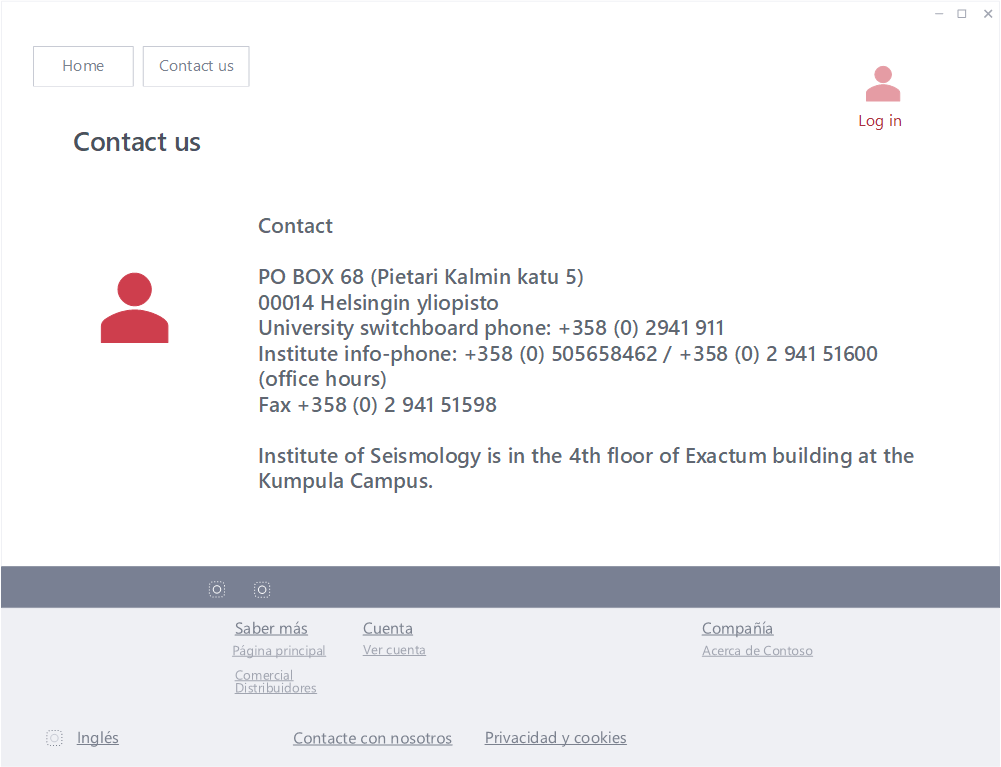 Home
Contact us
Log in
Contact us
Contact
PO BOX 68 (Pietari Kalmin katu 5)
00014 Helsingin yliopisto
University switchboard phone: +358 (0) 2941 911
Institute info-phone: +358 (0) 505658462 / +358 (0) 2 941 51600
(office hours)
Fax +358 (0) 2 941 51598
Institute of Seismology is in the 4th floor of Exactum building at the
Kumpula Campus.
Saber más
Página principal
Comercial
Distribuidores
Cuenta
Ver cuenta
Compañía
Acerca de Contoso
Inglés
Contacte con nosotros
Privacidad y cookies